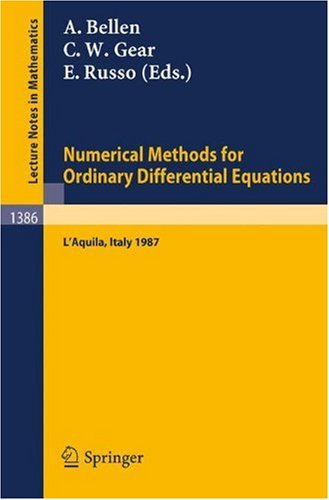 A. Bellen
C. W. Gear
E. Russo (Eds.)
Lecture Notes in Mathematics
Numerical Methods for
Ordinary Differential Equations
1386
L'Aquila, Italy 1987
Springer